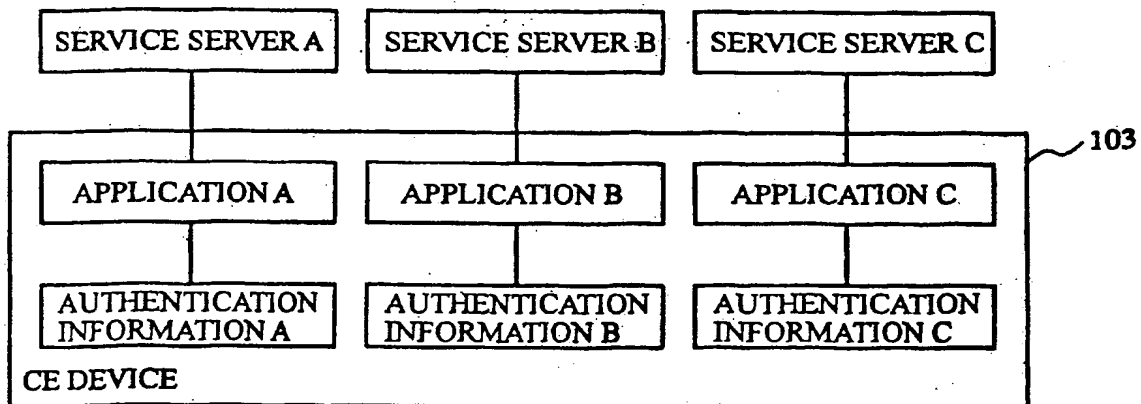 SERVICE SERVER A
SERVICE SERVER B
SERVICE SERVER C
103
APPLICATION A
APPLICATION B
APPLICATION C
AUTHENTICATION
INFORMATION A
AUTHENTICATION
INFORMATION B
AUTHENTICATION
INFORMATION C
CE DEVICE